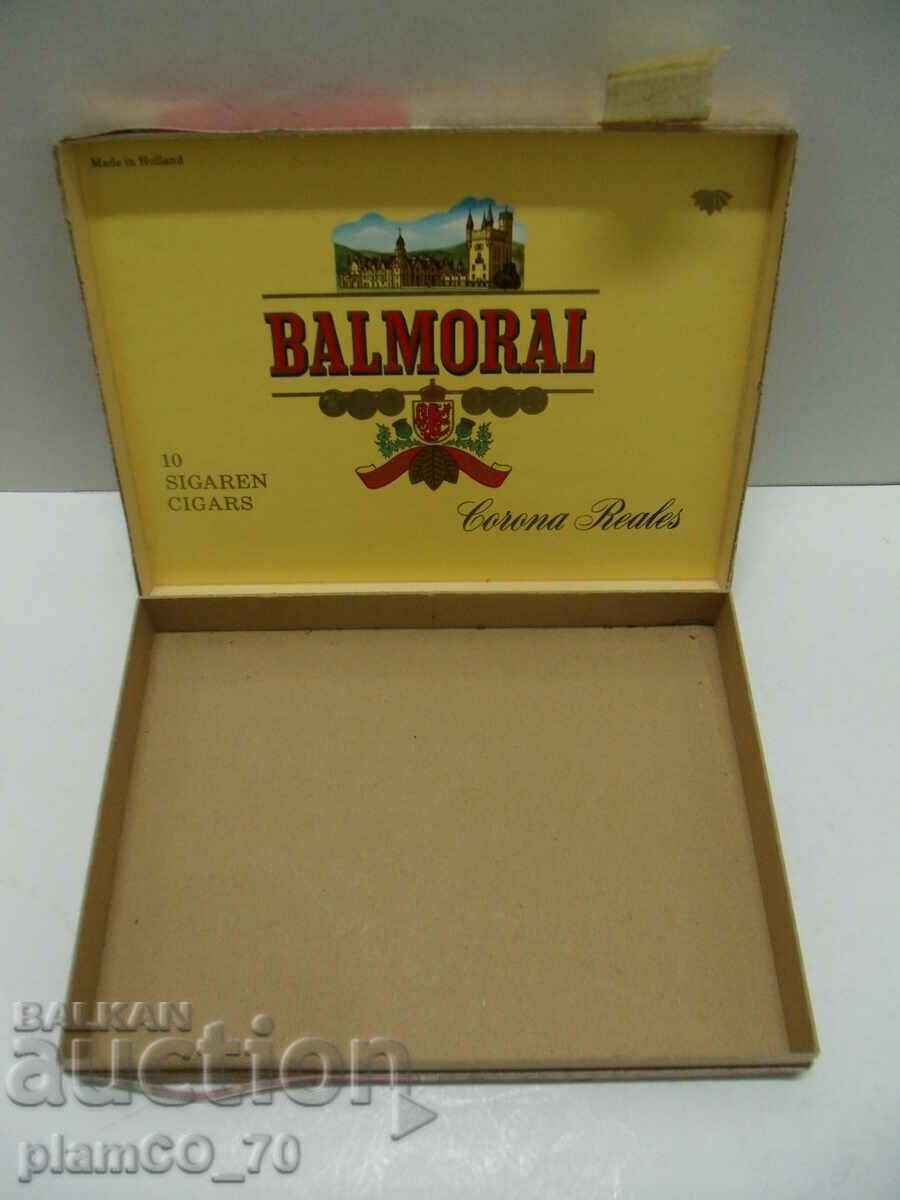 Made in Holland
BALMORAL
10
SIGAREN
CIGARS
Corona Reales
BALKAN
auction
plamCO_70